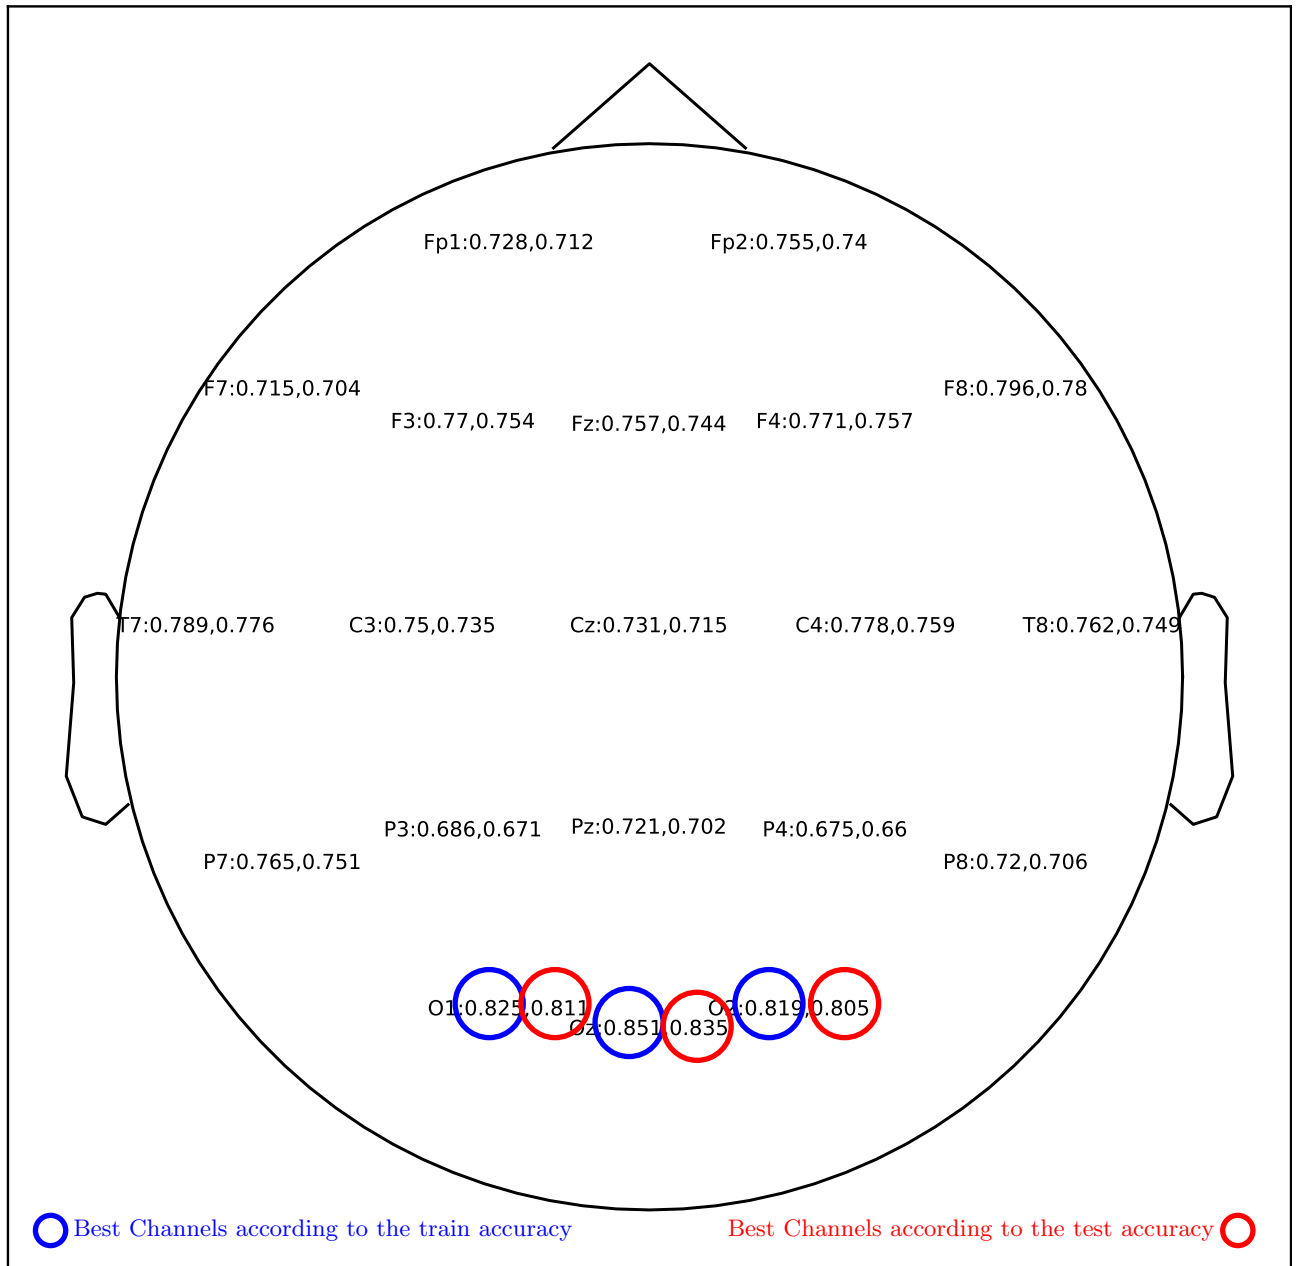 Fp1:0.728,0.712
Fp2:0.755,0.74
F7:0.715,0.704
F8:0.796,0.78
F3:0.77,0.754
Fz:0.757,0.744
F4:0.771,0.757
T7:0.789,0.776
C3:0.75,0.735
Cz:0.731,0.715
C4:0.778,0.759
T8:0.762,0.749
P3:0.686,0.671
Pz:0.721,0.702
P4:0.675,0.66
P7:0.765,0.751
P8:0.72,0.706
O1:0.825,0.811
Oz:0.851,0.835
O2:0.819,0.805
Best Channels according to the train accuracy
Best Channels according to the test accuracy